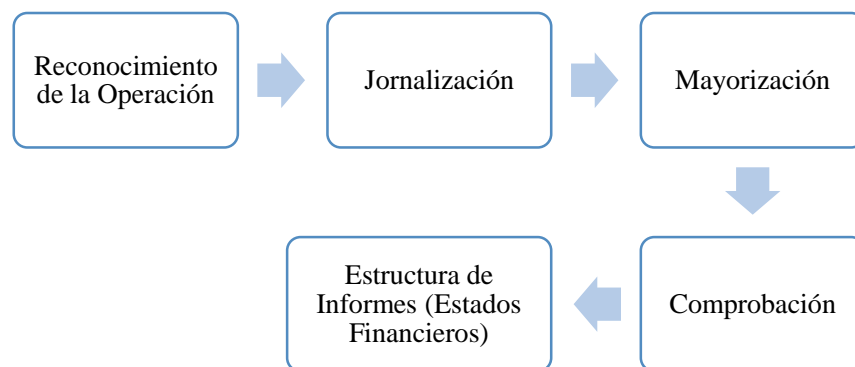 Reconocimiento
de la Operación
Jornalización
Mayorización
Comprobación
Estructura de
Informes (Estados
Financieros)